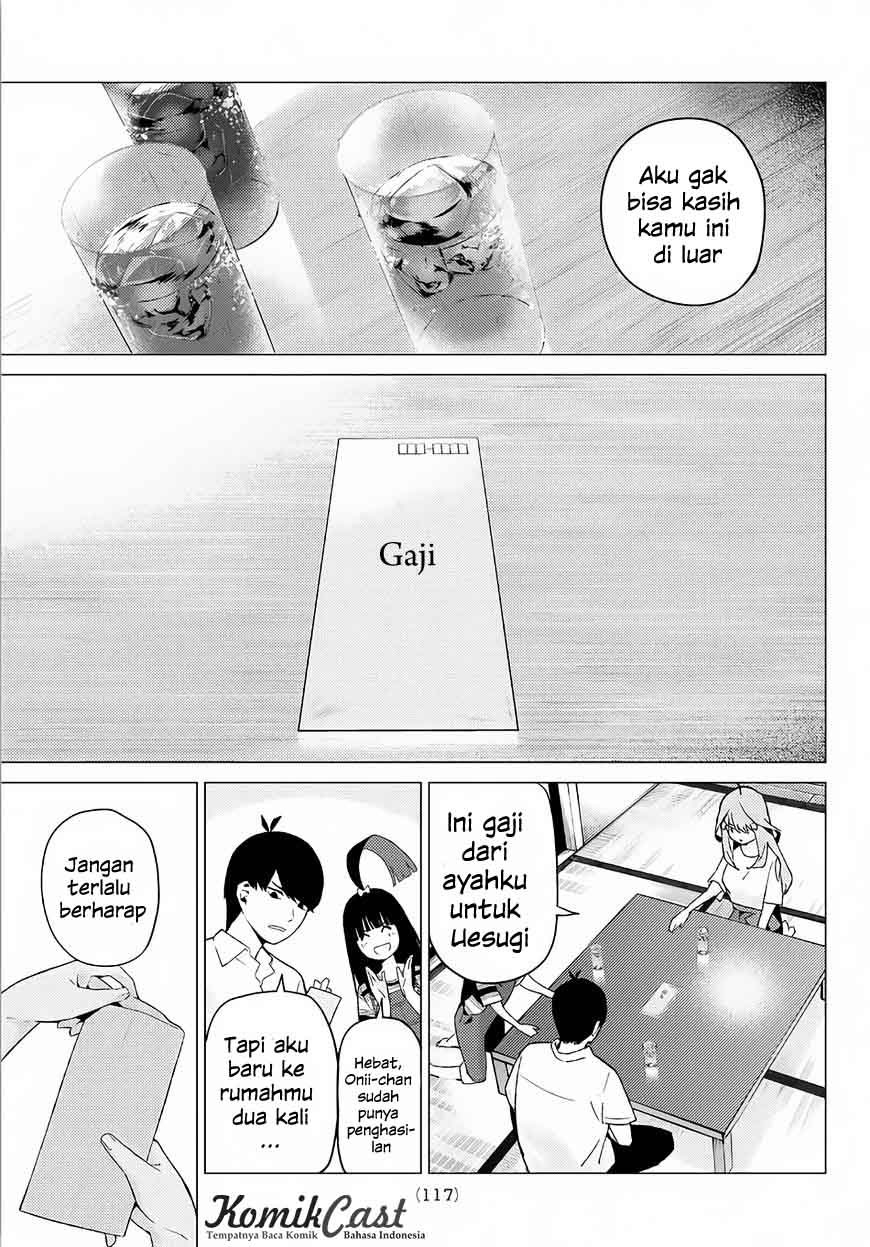 Aku gak
bisa kasih
kamu ini
di luar
Gaji
Ini gaji
dari
ayahku
untuk
Uesugi
Hebat,
Onii-chan
sudah
punya
penghasi-
lan
Tapi aku
baru ke
rumahmu
dua kali
...
Jangan
terlalu
berharap
(117)
KomikCast
Tempatnya Baca Komik Bahasa Indonesia